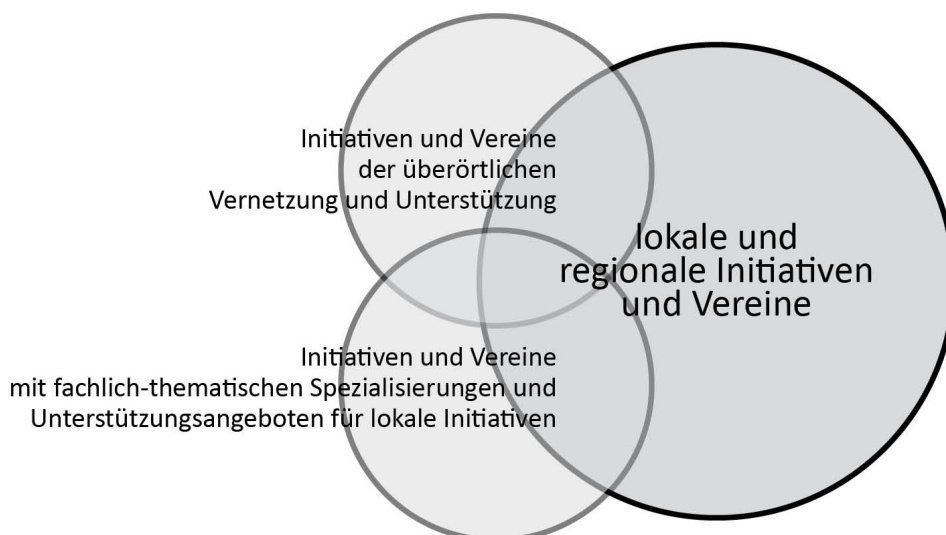 Initiativen und Vereine
der überörtlichen
Vernetzung und Unterstützung
lokale und
regionale Initiativen
und Vereine
Initiativen und Vereine
mit fachlich-thematischen Spezialisierungen und
Unterstützungsangeboten für lokale Initiativen